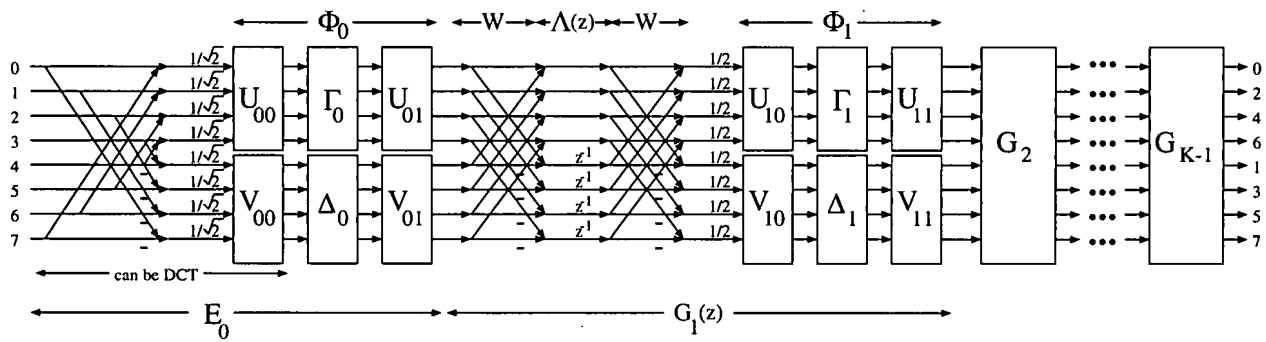 Φ0 W Λ(z) W Φ1
0 1/√2 1/2 0
1 1/√2 1/2 2
2 1/√2 U00 Γ0 U01 1/2 U10 Γ1 U11 4
3 1/√2 1/2 6
4 - 1/√2 z-1 - 1/2 G2 GK-1 1
5 - 1/√2 z-1 - 1/2 3
6 - 1/√2 V00 Δ0 V01 - z-1 - 1/2 V10 Δ1 V11 5
7 - 1/√2 - z-1 - 1/2 7
can be DCT
E0 G1(z)